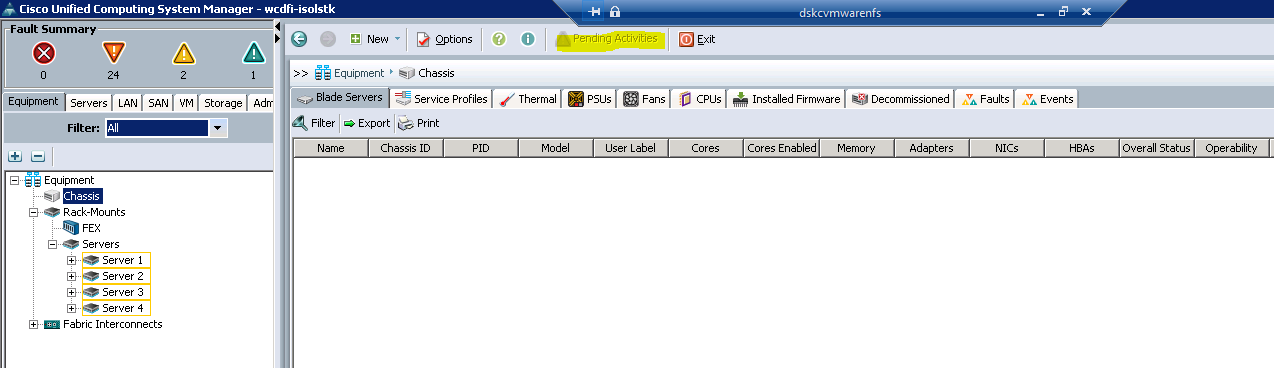 Cisco Unified Computing System Manager - wcdfi-isolstk
dskcvmwarenfs
Fault Summary
0 24 2 1
New Options Pending Activities Exit
>> Equipment Chassis
Equipment Servers LAN SAN VM Storage Adm
Blade Servers Service Profiles Thermal PSUs Fans CPUs Installed Firmware Decommissioned Faults Events
Filter: All
Filter Export Print
Name Chassis ID PID Model User Label Cores Cores Enabled Memory Adapters NICs HBAs Overall Status Operability
Equipment
Chassis
Rack-Mounts
FEX
Servers
Server 1
Server 2
Server 3
Server 4
Fabric Interconnects